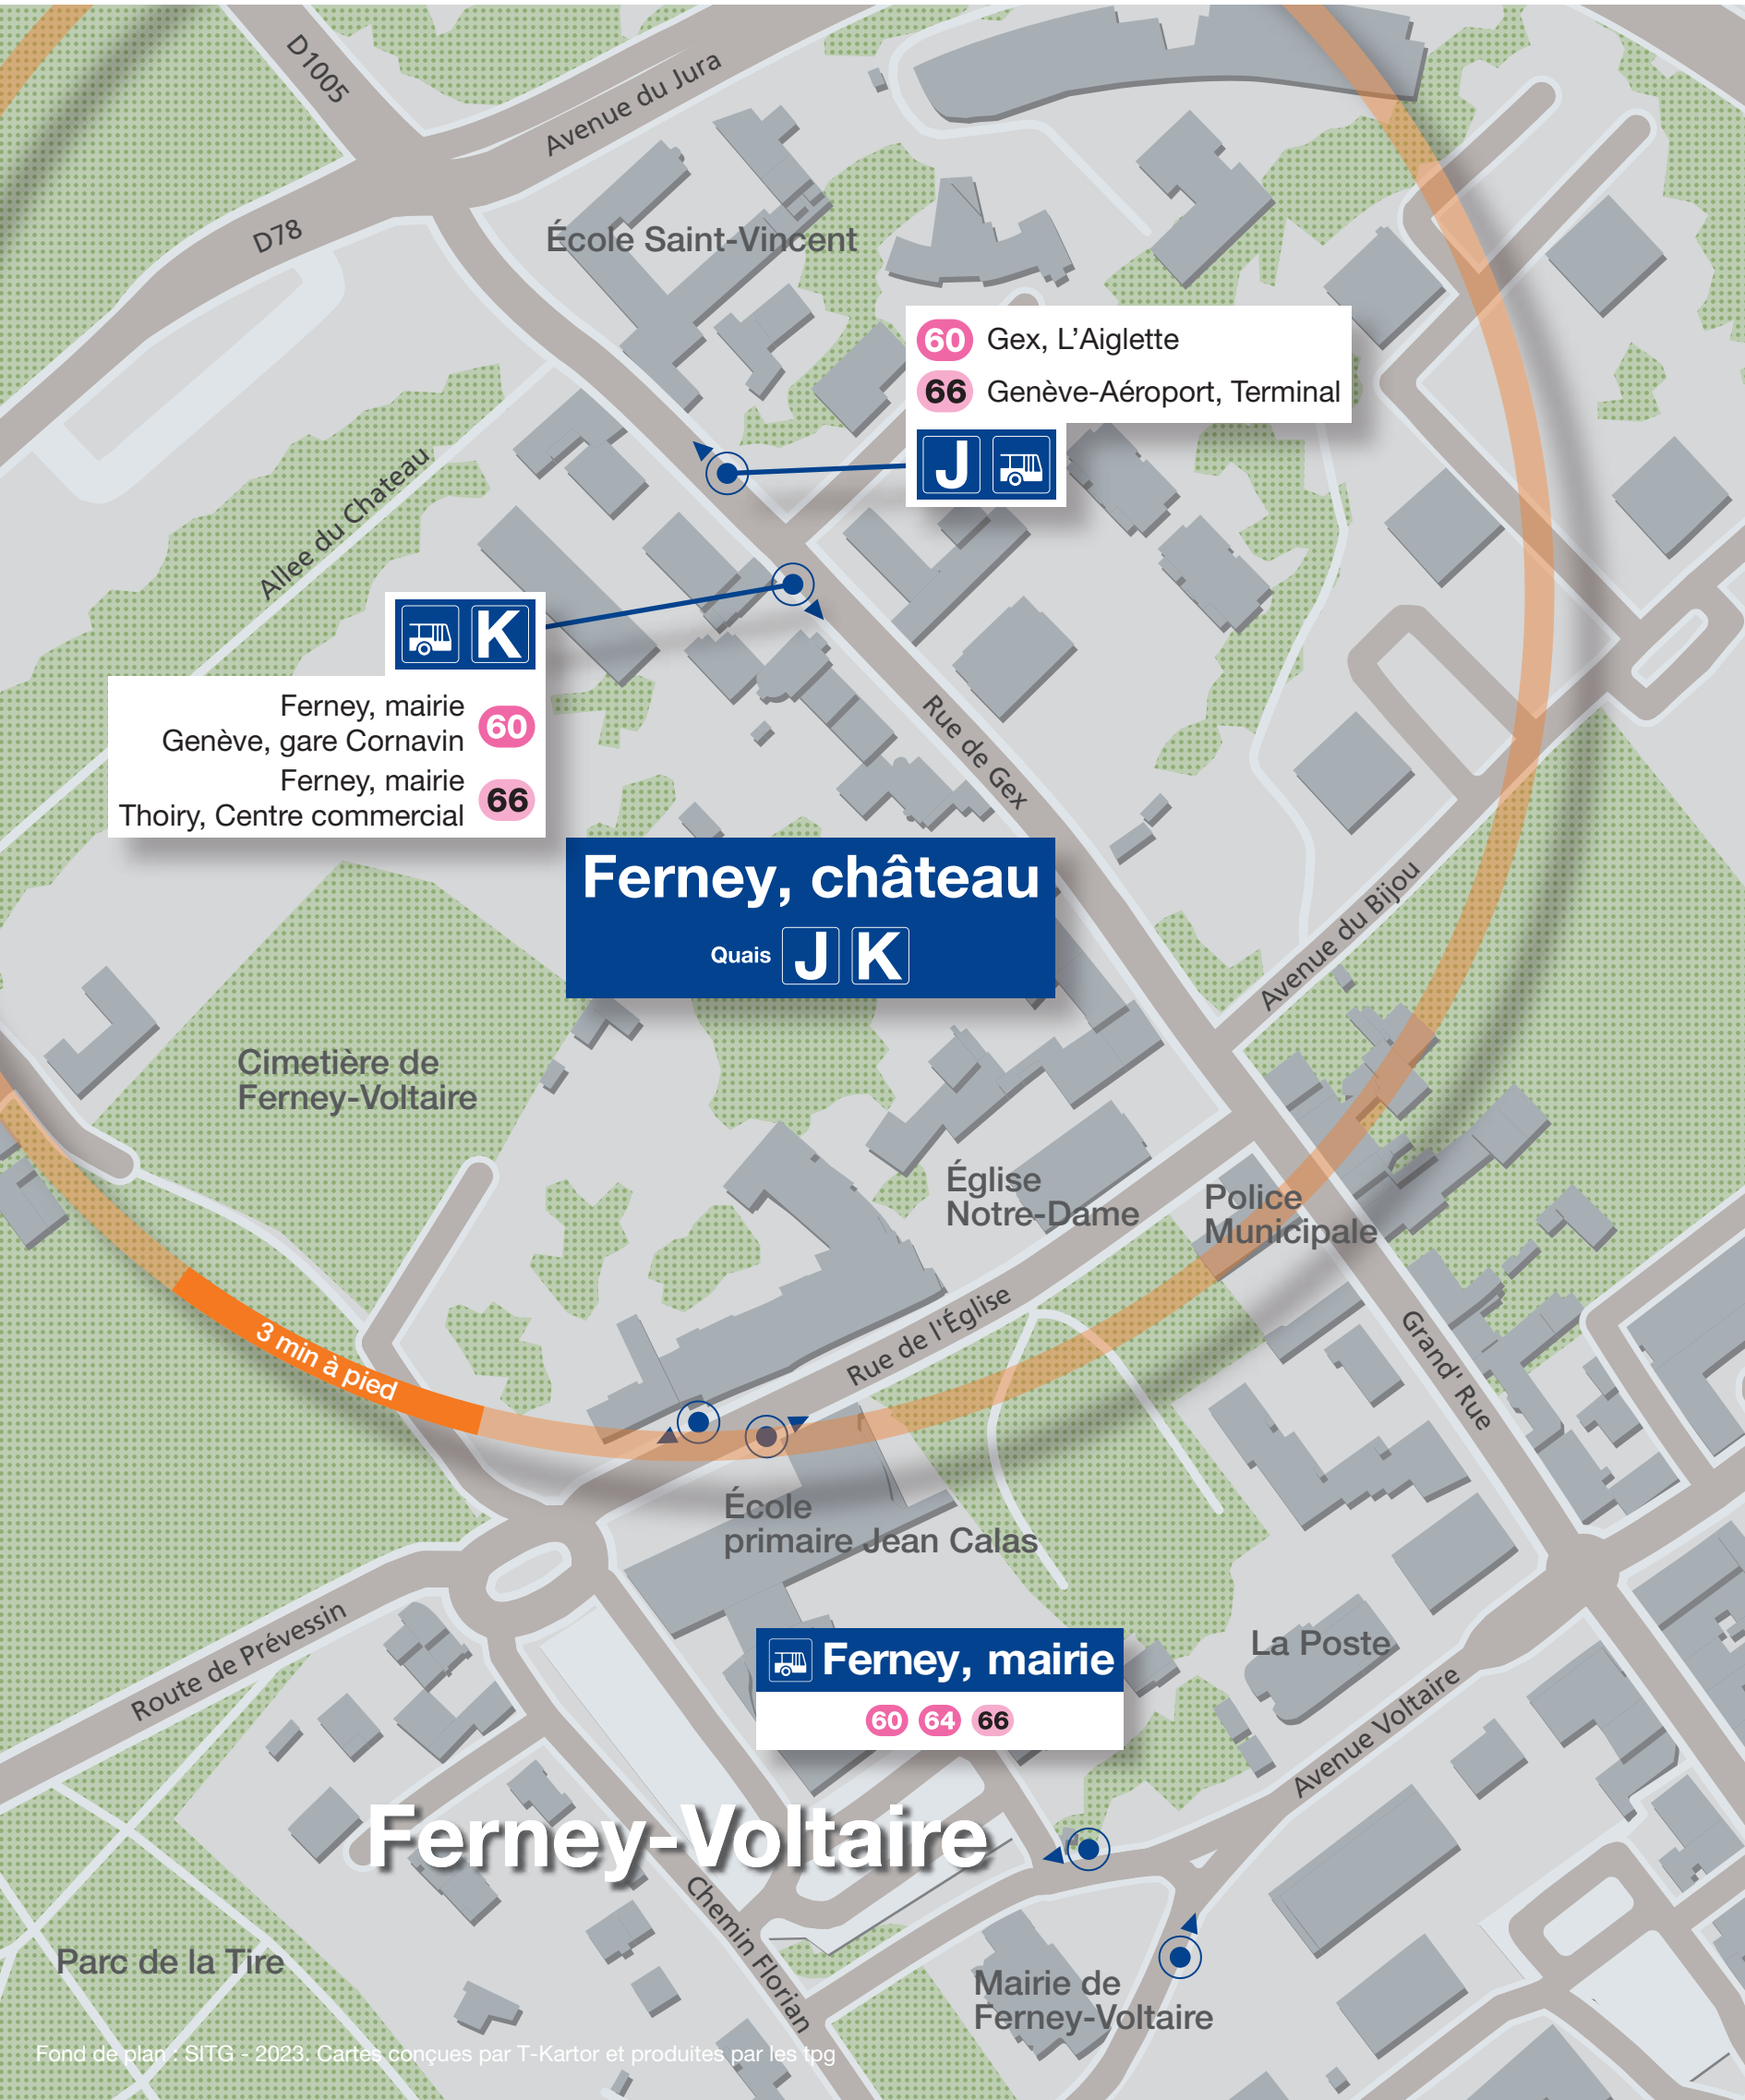 D1005
Avenue du Jura
D78
École Saint-Vincent
60 Gex, L’Aiglette
66 Genève-Aéroport, Terminal
J
Allee du Chateau
K
Ferney, mairie
Genève, gare Cornavin 60
Ferney, mairie
Thoiry, Centre commercial 66
Rue de Gex
Ferney, château
Quais J K
Avenue du Bijou
Cimetière de
Ferney-Voltaire
Église
Notre-Dame
Police
Municipale
3 min à pied
Rue de l'Église
Grand' Rue
École
primaire Jean Calas
Route de Prévessin
Ferney, mairie
60 64 66
La Poste
Avenue Voltaire
Ferney-Voltaire
Chemin Florian
Parc de la Tire
Mairie de
Ferney-Voltaire
Fond de plan : SITG - 2023. Cartes conçues par T-Kartor et produites par les tpg